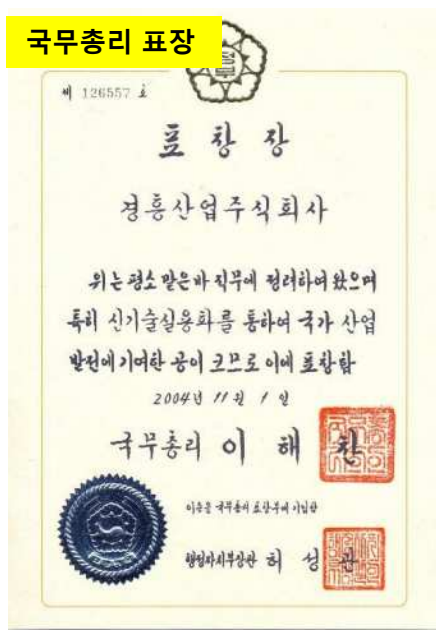 국무총리 표장
제 126557 호
표 창 장
경흥산업주식회사
위는 평소 맡은바 직무에 정려하여 왔으며
특히 신기술실용화를 통하여 국가 산업
발전에 기여한 공이 크므로 이에 표창함
2004년 11월 1일
국무총리 이 해 찬
이 증을 국무총리 표창부에 기입함
행정자치부장관 허 성 관